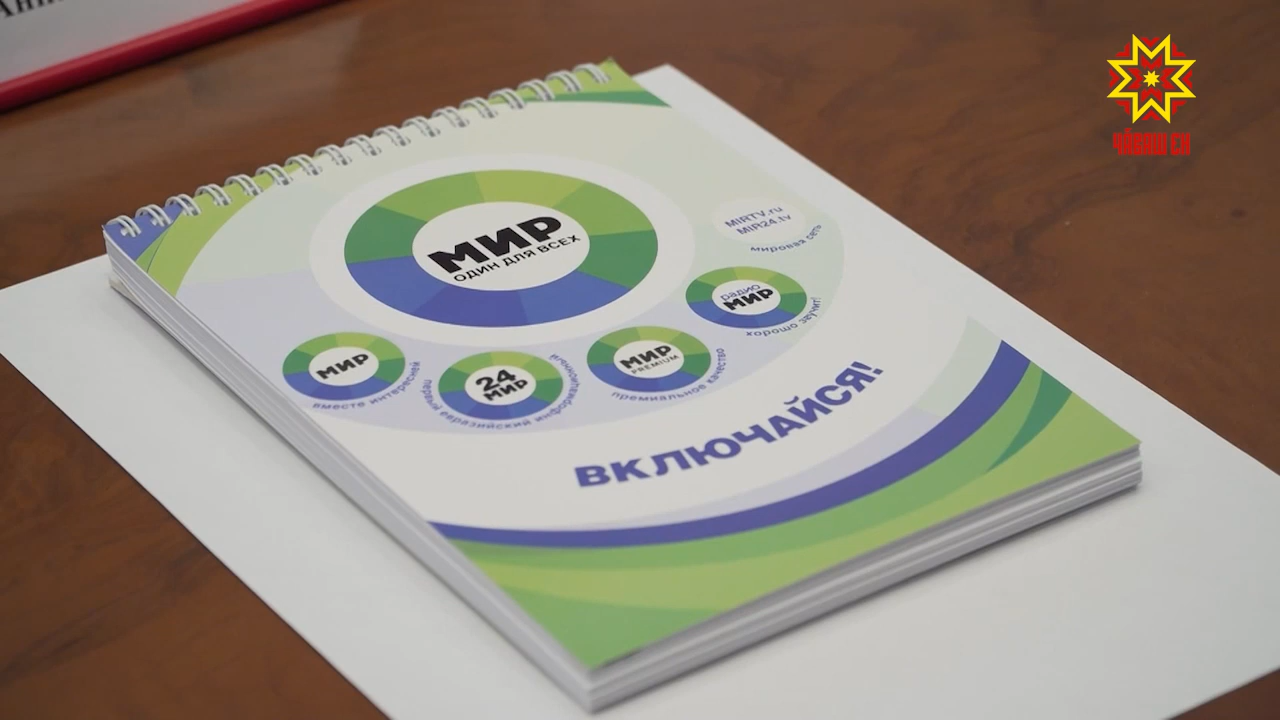 ЧӐВАШ ЕН
МИР
ОДИН ДЛЯ ВСЕХ
MIRTV.ru
MIR24.tv
мировая сеть
радио
МИР
хорошо звучит!
МИР
вместе интересней
24
МИР
первый евразийский информационный
МИР
PREMIUM
премиальное качество
ВКЛЮЧАЙСЯ!